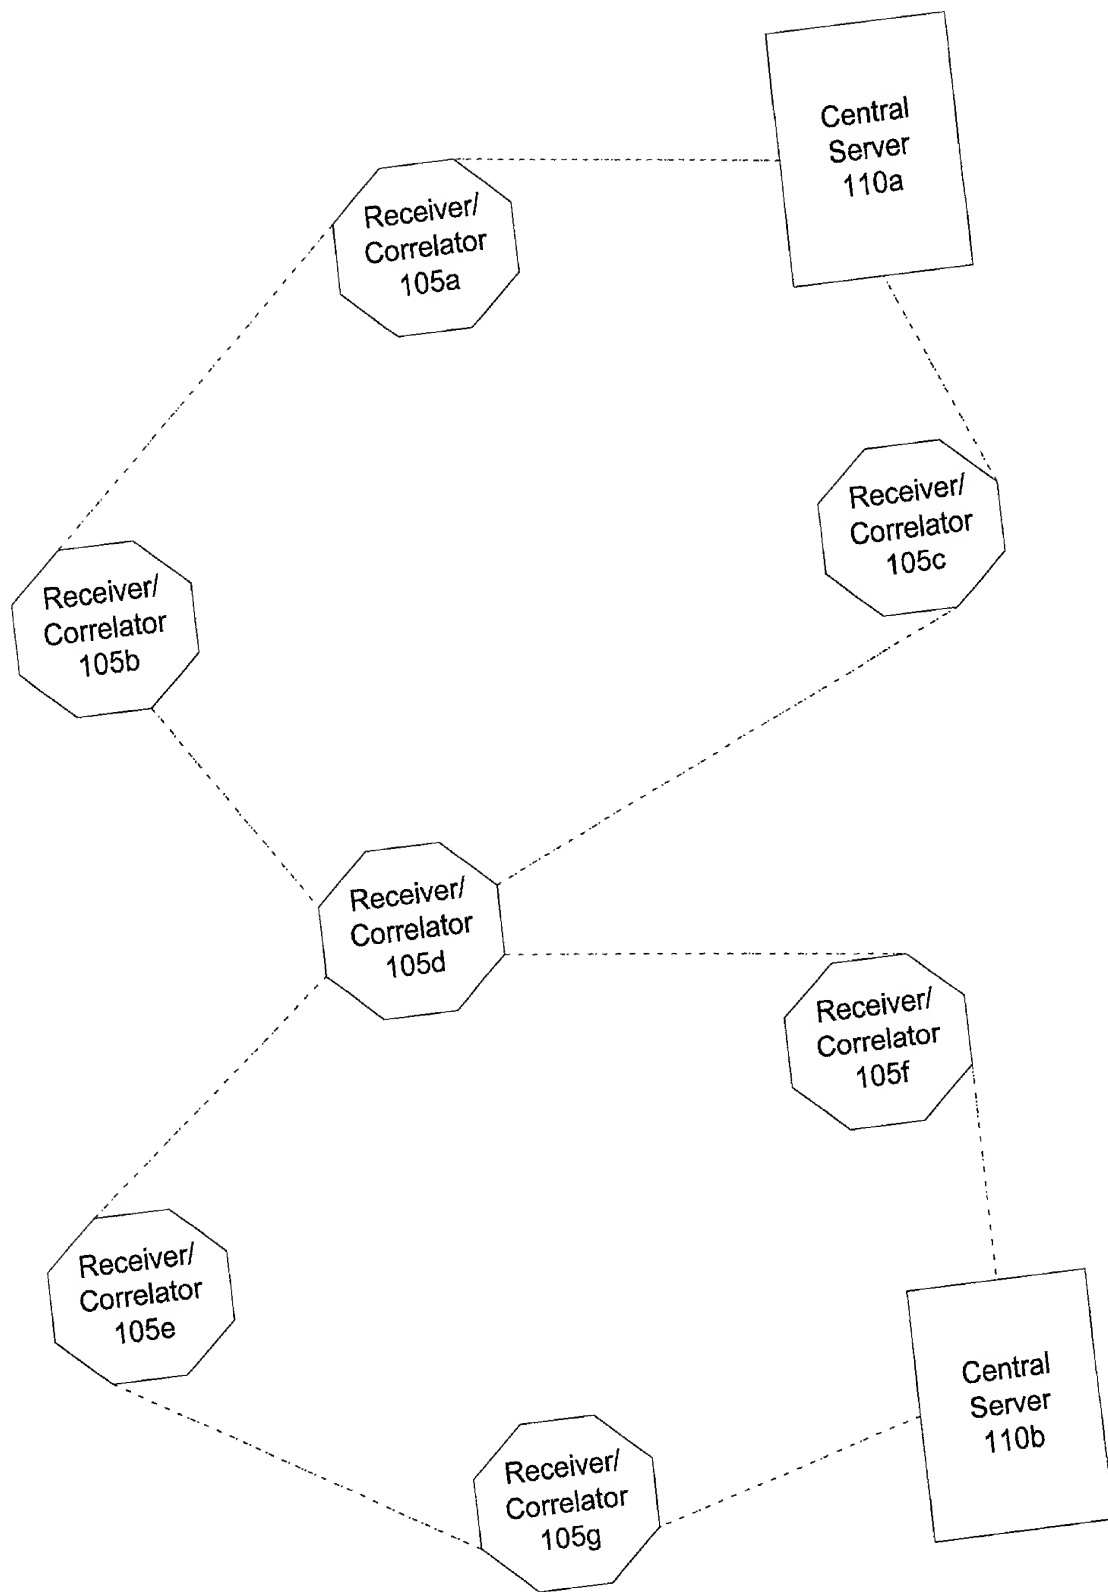 Central
Server
110a
Receiver/
Correlator
105a
Receiver/
Correlator
105c
Receiver/
Correlator
105b
Receiver/
Correlator
105d
Receiver/
Correlator
105f
Receiver/
Correlator
105e
Central
Server
110b
Receiver/
Correlator
105g